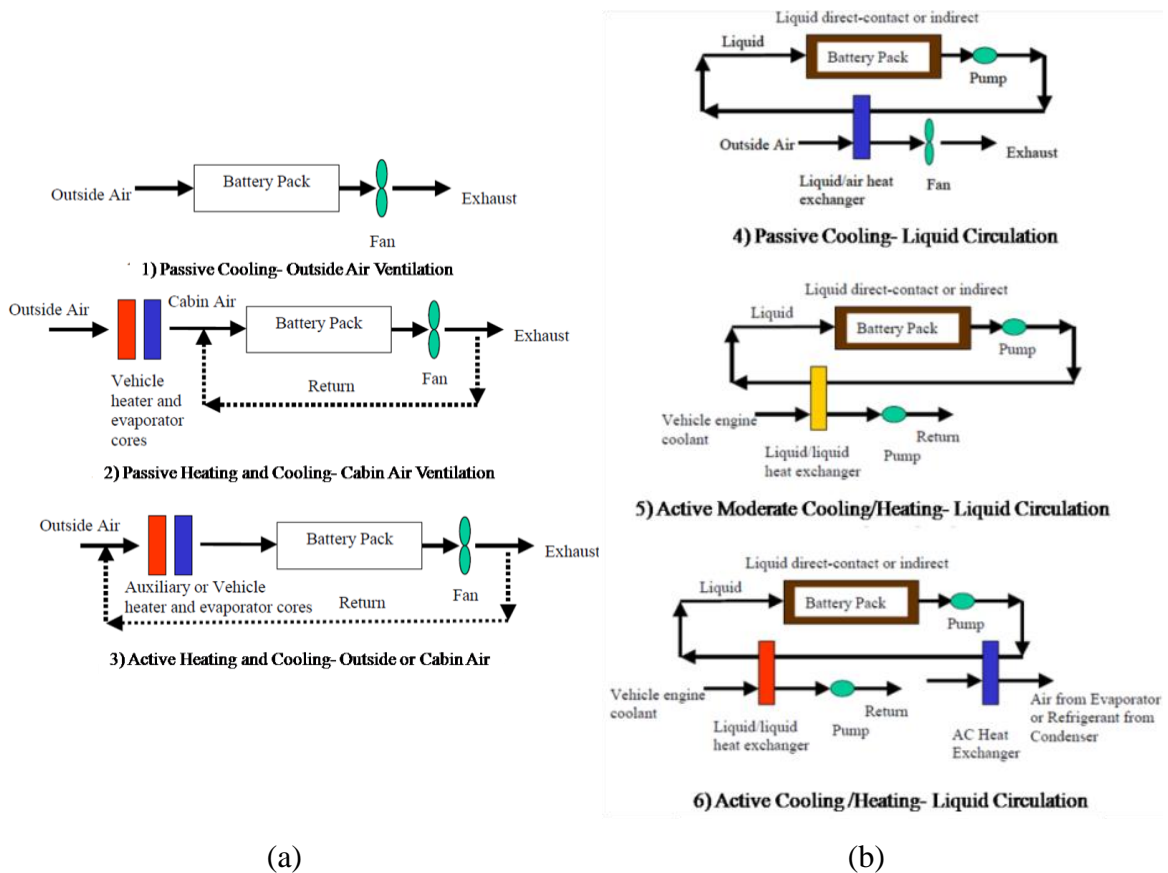 Outside Air
Battery Pack
Fan
Exhaust
1) Passive Cooling- Outside Air Ventilation
Outside Air
Cabin Air
Battery Pack
Exhaust
Return
Fan
Vehicle
heater and
evaporator
cores
2) Passive Heating and Cooling- Cabin Air Ventilation
Outside Air
Battery Pack
Exhaust
Auxiliary or Vehicle
heater and evaporator cores
Return
Fan
3) Active Heating and Cooling- Outside or Cabin Air
(a)
Liquid direct-contact or indirect
Liquid
Battery Pack
Pump
Outside Air
Exhaust
Liquid/air heat
exchanger
Fan
4) Passive Cooling- Liquid Circulation
Liquid direct-contact or indirect
Liquid
Battery Pack
Pump
Vehicle engine
coolant
Return
Liquid/liquid
heat exchanger
Pump
5) Active Moderate Cooling/Heating- Liquid Circulation
Liquid direct-contact or indirect
Liquid
Battery Pack
Pump
Vehicle engine
coolant
Return
Liquid/liquid
heat exchanger
Pump
AC Heat
Exchanger
Air from Evaporator
or Refrigerant from
Condenser
6) Active Cooling /Heating- Liquid Circulation
(b)